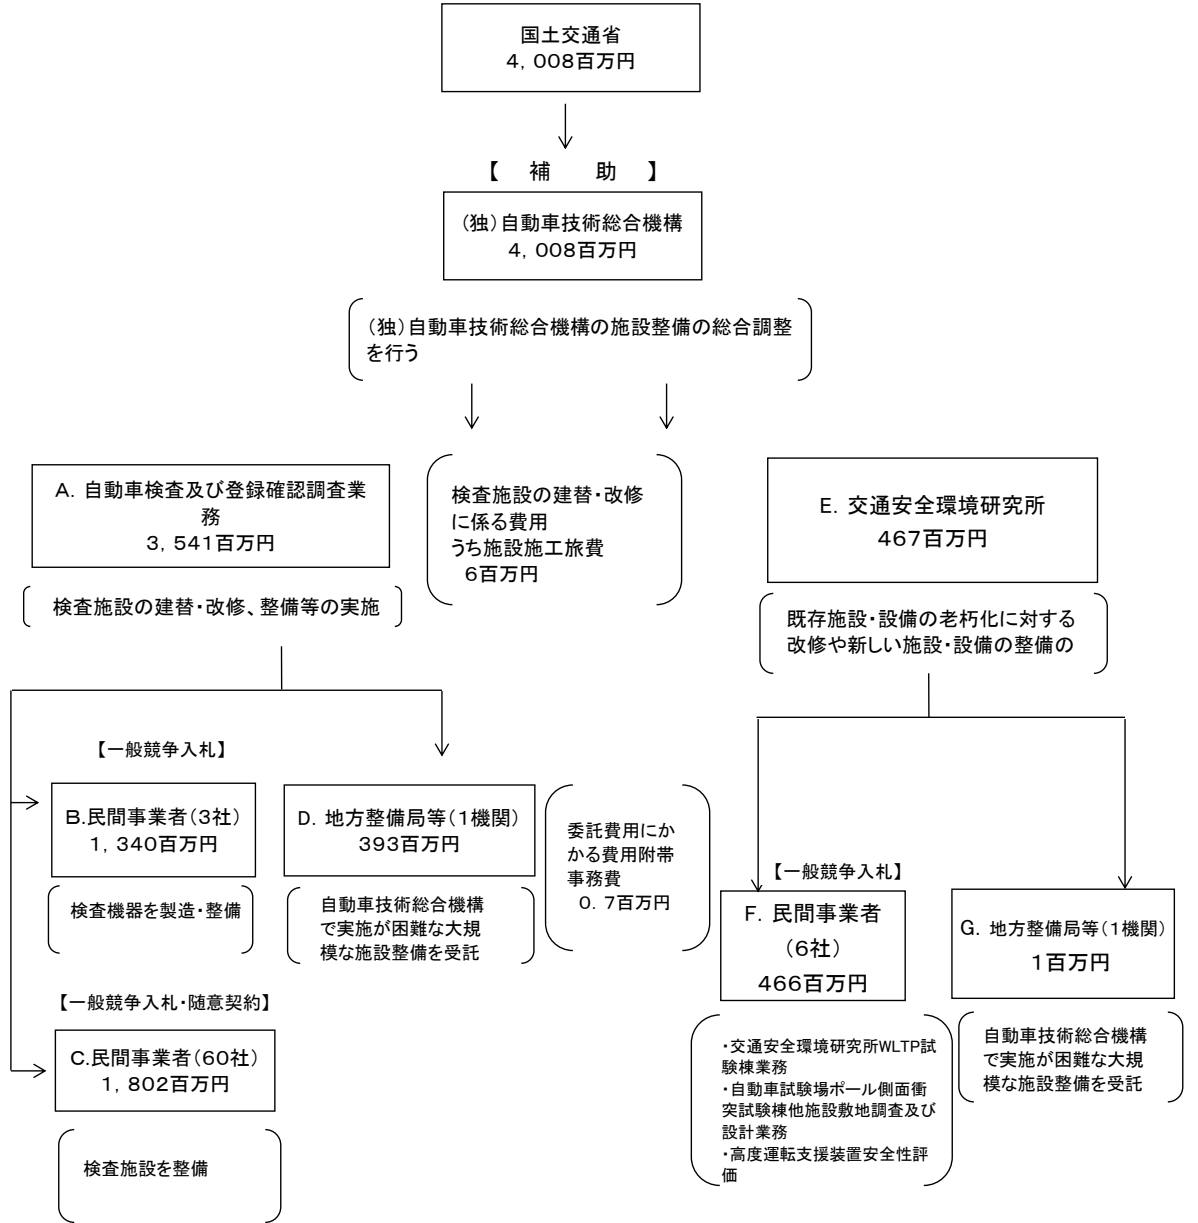 国土交通省
4，008百万円
【　補　助　】
（独）自動車技術総合機構
4，008百万円
（独）自動車技術総合機構の施設整備の総合調整
を行う
A．自動車検査及び登録確認調査業
務
3，541百万円
検査施設の建替・改修、整備等の実施
検査施設の建替・改修
に係る費用
うち施設施工旅費
6百万円
E．交通安全環境研究所
467百万円
既存施設・設備の老朽化に対する
改修や新しい施設・設備の整備の
【一般競争入札】
B.民間事業者（3社）
1，340百万円
検査機器を製造・整備
D．地方整備局等（1機関）
393百万円
自動車技術総合機構
で実施が困難な大規
模な施設整備を受託
委託費用にか
かる費用附帯
事務費
0．7百万円
【一般競争入札・随意契約】
C.民間事業者（60社）
1，802百万円
検査施設を整備
【一般競争入札】
F．民間事業者
（6社）
466百万円
・交通安全環境研究所WLTP試
験棟業務
・自動車試験場ポール側面衝
突試験棟他施設敷地調査及び
設計業務
・高度運転支援装置安全性評
価
G．地方整備局等（1機関）
1百万円
自動車技術総合機構
で実施が困難な大規
模な施設整備を受託